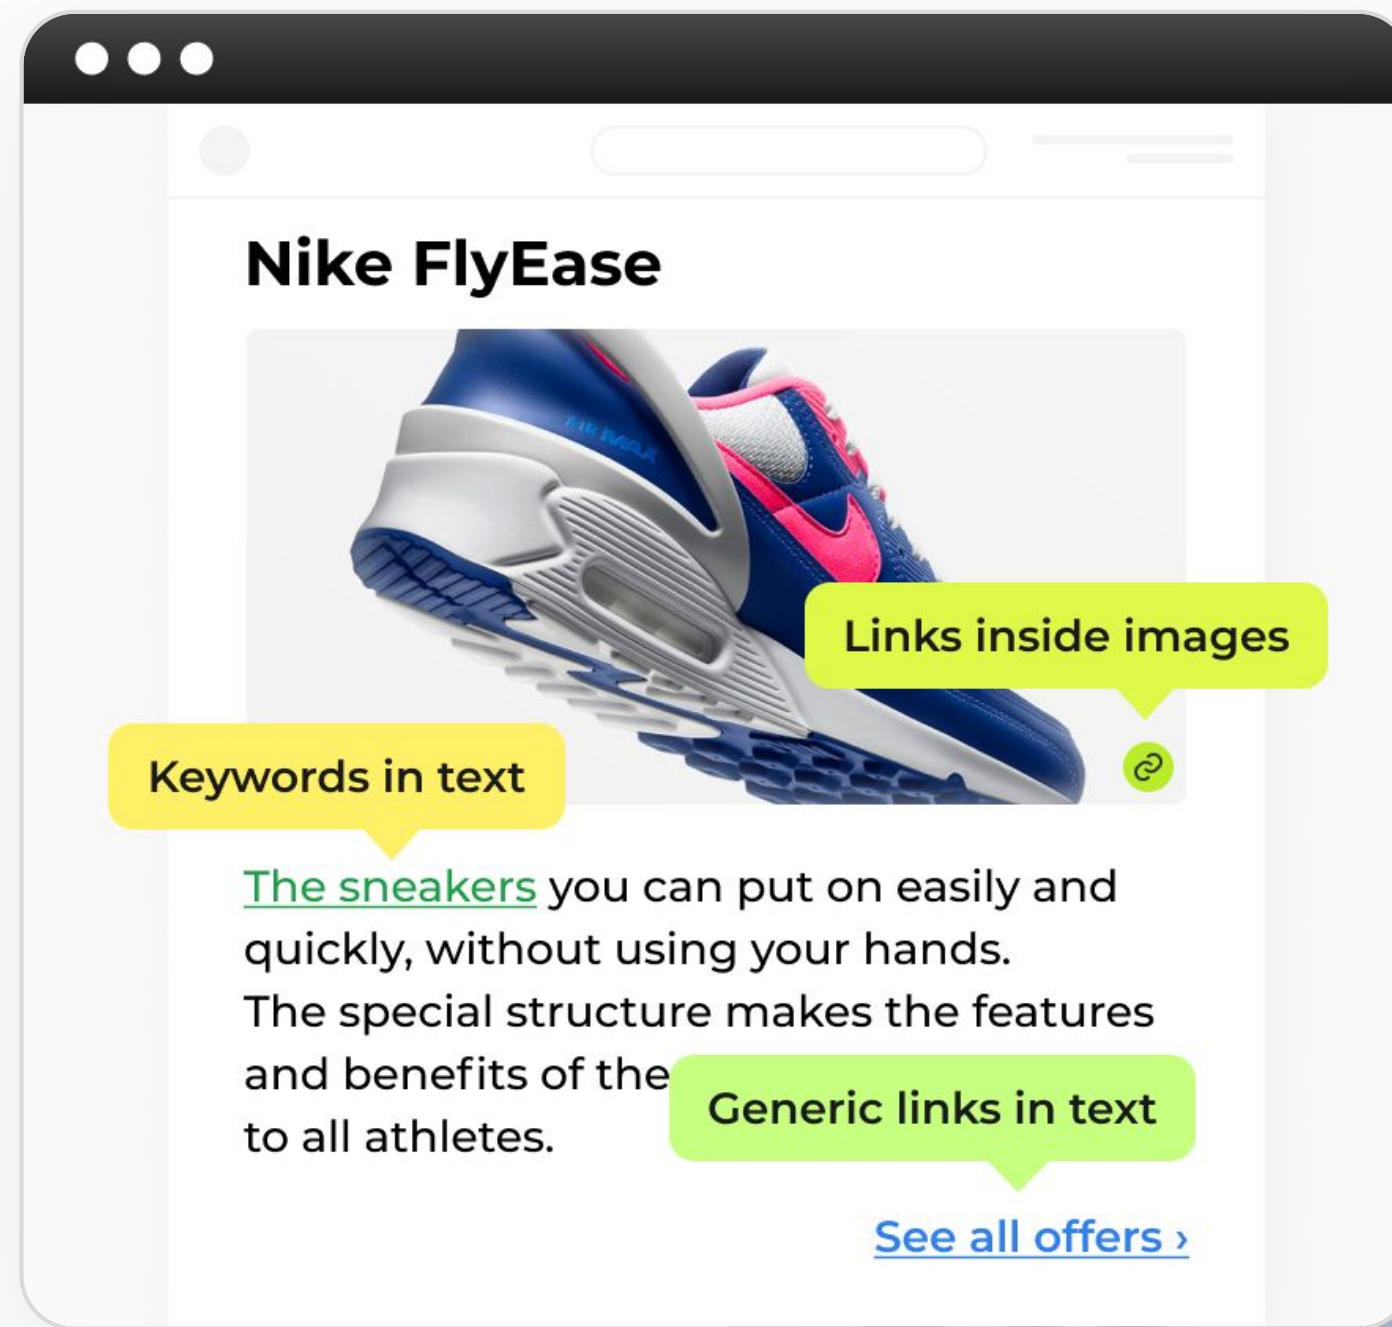 Nike FlyEase
AIR MAX
Links inside images
Keywords in text
The sneakers you can put on easily and
quickly, without using your hands.
The special structure makes the features
and benefits of the
Generic links in text
to all athletes.
See all offers ›